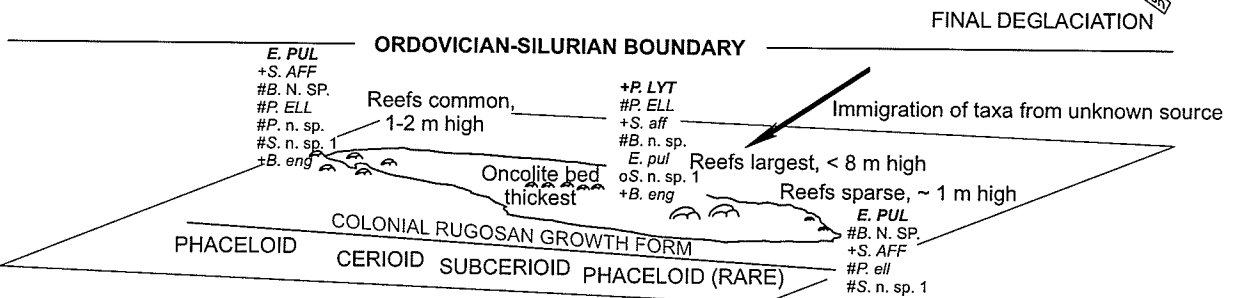 FINAL DEGLACIATION
ORDOVICIAN-SILURIAN BOUNDARY
E. PUL
+S. AFF
#B. N. SP.
#P. ELL
#P. n. sp.
#S. n. sp. 1
+B. eng
Reefs common,
1-2 m high
+P. LYT
#P. ELL
+S. aff
#B. n. sp.
E. pul
oS. n. sp. 1
+B. eng
Immigration of taxa from unknown source
Reefs largest, < 8 m high
Oncolite bed
thickest
Reefs sparse, ~ 1 m high
E. PUL
#B. N. SP.
+S. AFF
#P. ell
#S. n. sp. 1
COLONIAL RUGOSAN GROWTH FORM
PHACELOID CERIOID SUBCERIOID PHACELOID (RARE)